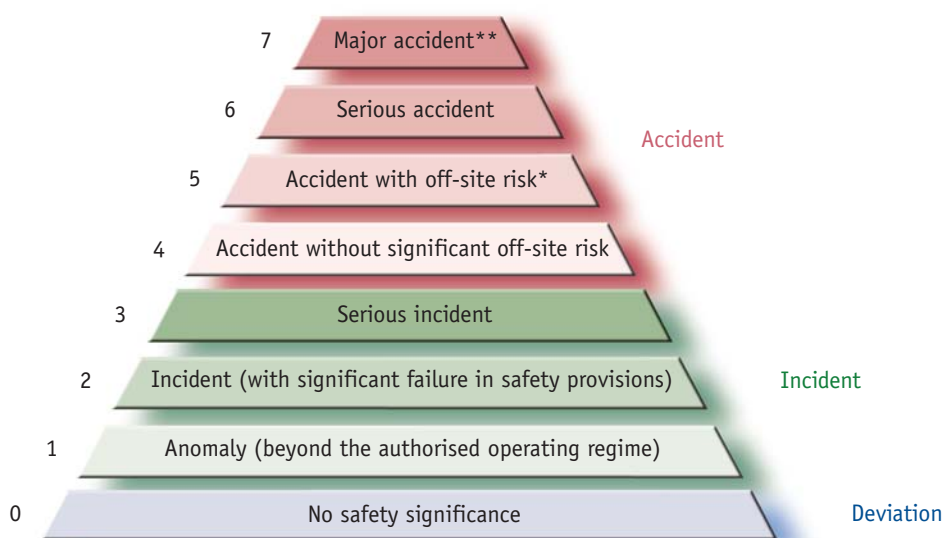 7 Major accident**
6 Serious accident
Accident
5 Accident with off-site risk*
4 Accident without significant off-site risk
3 Serious incident
2 Incident (with significant failure in safety provisions) Incident
1 Anomaly (beyond the authorised operating regime)
0 No safety significance Deviation